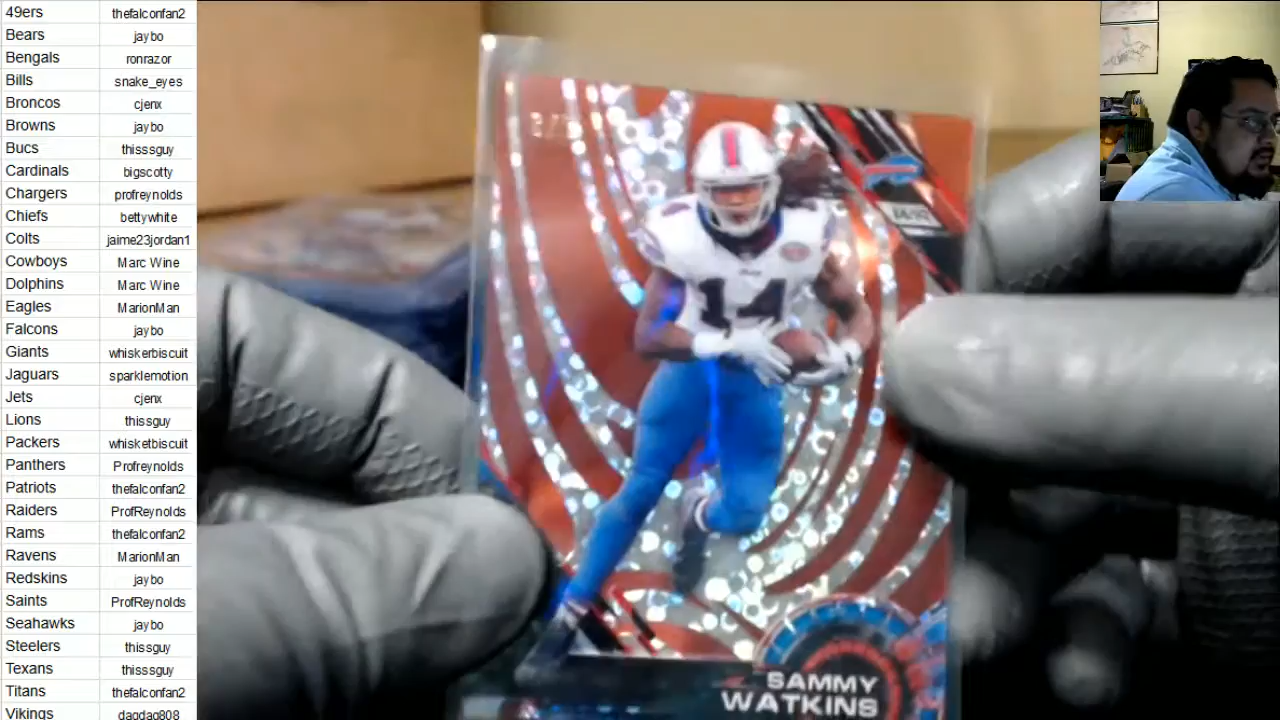 49ers thefalconfan2
Bears jaybo
Bengals ronrazor
Bills snake_eyes
Broncos cjenx
Browns jaybo
Bucs thisssguy
Cardinals bigscotty
Chargers profreynolds
Chiefs bettywhite
Colts jaime23jordan1
Cowboys Marc Wine
Dolphins Marc Wine
Eagles MarionMan
Falcons jaybo
Giants whiskerbiscuit
Jaguars sparklemotion
Jets cjenx
Lions thissguy
Packers whisketbiscuit
Panthers Profreynolds
Patriots thefalconfan2
Raiders ProfReynolds
Rams thefalconfan2
Ravens MarionMan
Redskins jaybo
Saints ProfReynolds
Seahawks jaybo
Steelers thissguy
Texans thisssguy
Titans thefalconfan2
Vikings dagdag808
14
SAMMY
WATKINS